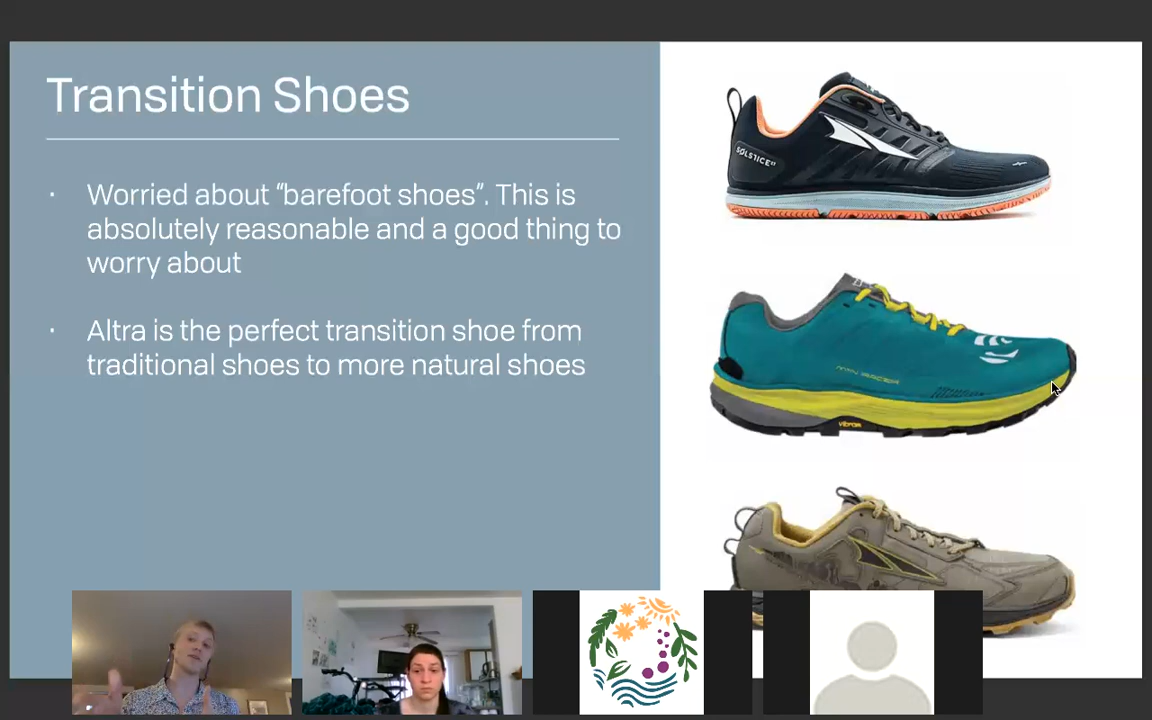 Transition Shoes
· Worried about “barefoot shoes”. This is
absolutely reasonable and a good thing to
worry about
· Altra is the perfect transition shoe from
traditional shoes to more natural shoes
SOLSTICE
vibram